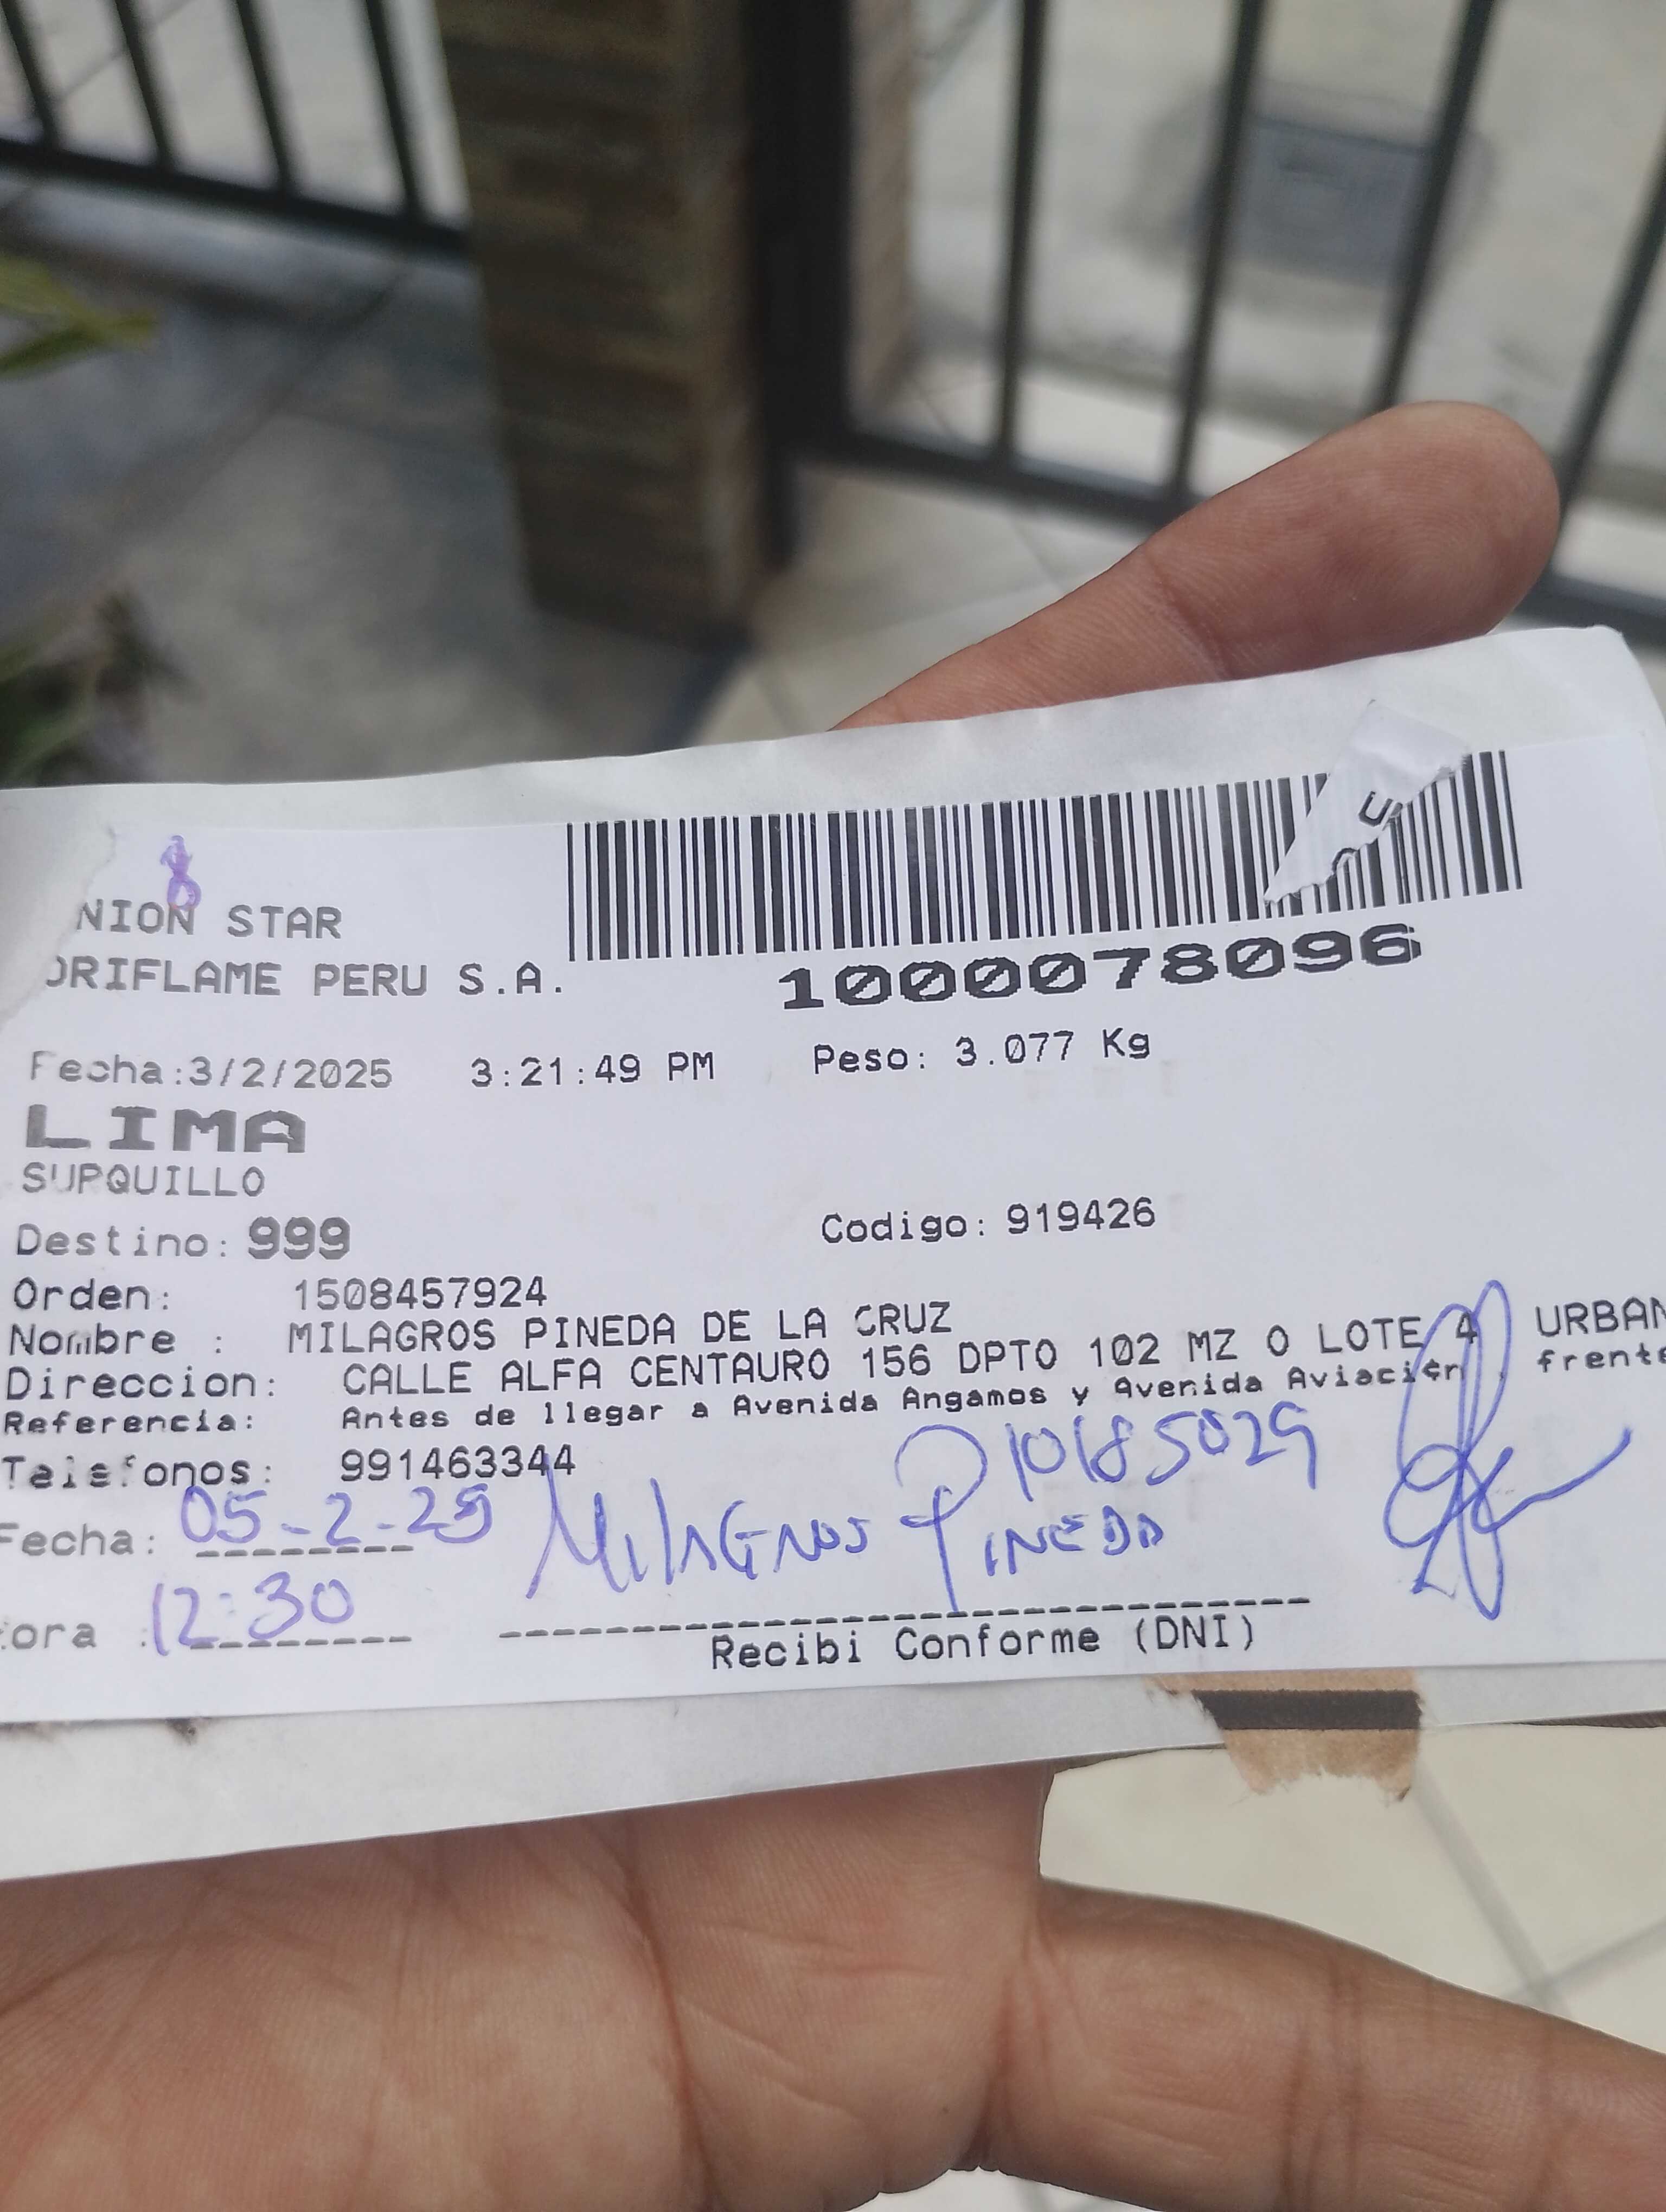 NION STAR
ORIFLAME PERU S.A.
1000078096
Fecha:3/2/2025 3:21:49 PM Peso: 3.077 Kg
LIMA
SURQUILLO
Destino: 999 Codigo: 919426
Orden: 1508457924
Nombre : MILAGROS PINEDA DE LA CRUZ
Direccion: CALLE ALFA CENTAURO 156 DPTO 102 MZ O LOTE 4 URBAN
Referencia: Antes de llegar a Avenida Angamos y Avenida Aviación, frente
Telefonos: 991463344
Fecha: 05-2-25
Hora : 12:30
MILAGROS PINEDA
Recibi Conforme (DNI)